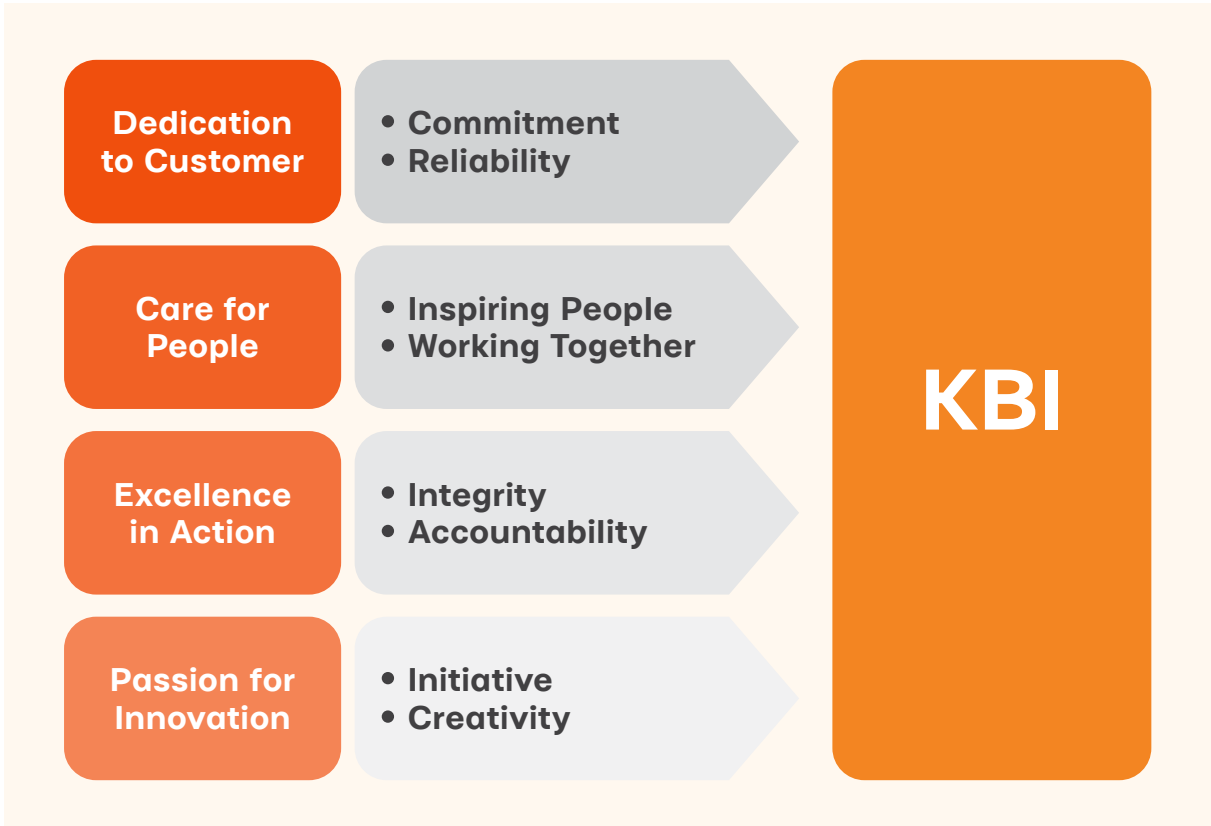 Dedication
to Customer
• Commitment
• Reliability
Care for
People
• Inspiring People
• Working Together
Excellence
in Action
• Integrity
• Accountability
Passion for
Innovation
• Initiative
• Creativity
KBI